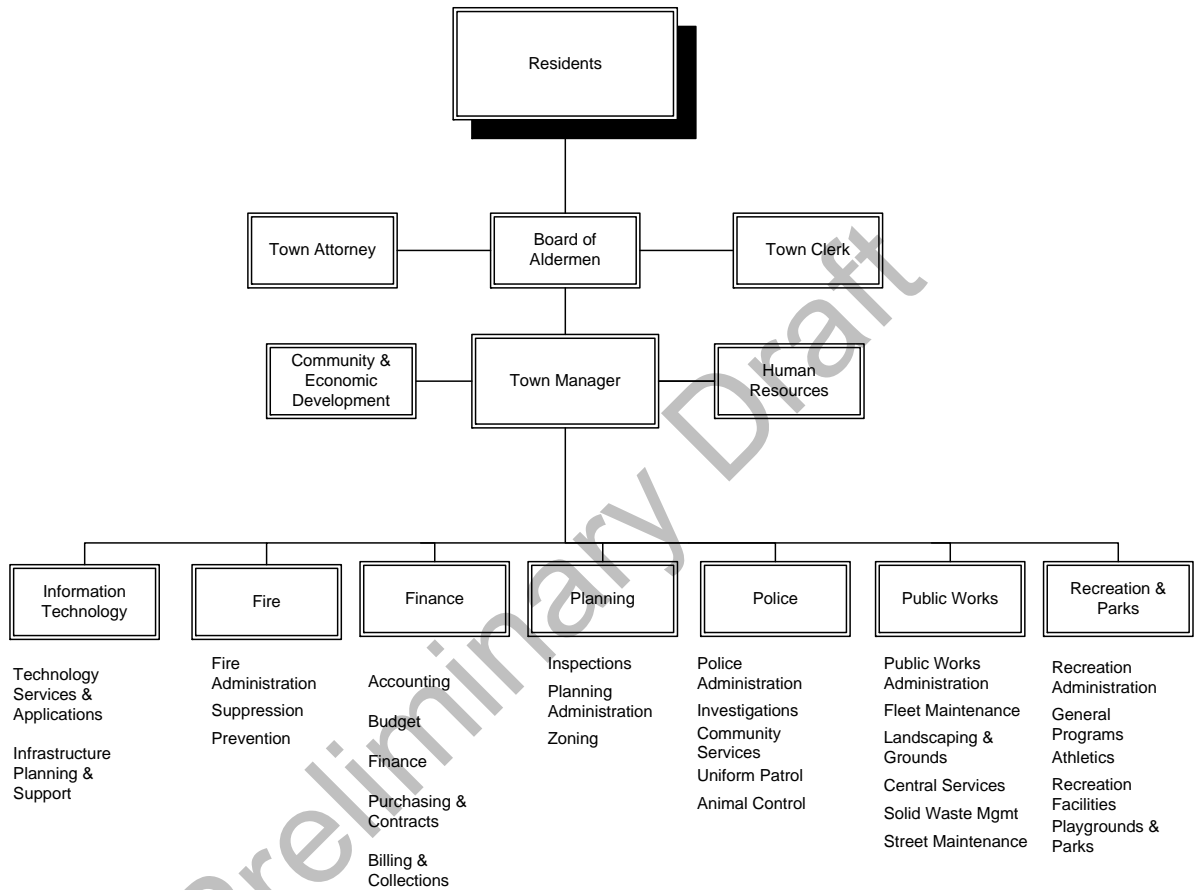 Residents
Town Attorney
Board of
Aldermen
Town Clerk
Community &
Economic
Development
Town Manager
Human
Resources
Information
Technology
Fire
Finance
Planning
Police
Public Works
Recreation &
Parks
Technology
Services &
Applications
Infrastructure
Planning &
Support
Fire
Administration
Suppression
Prevention
Accounting
Budget
Finance
Purchasing &
Contracts
Billing &
Collections
Inspections
Planning
Administration
Zoning
Police
Administration
Investigations
Community
Services
Uniform Patrol
Animal Control
Public Works
Administration
Fleet Maintenance
Landscaping &
Grounds
Central Services
Solid Waste Mgmt
Street Maintenance
Recreation
Administration
General
Programs
Athletics
Recreation
Facilities
Playgrounds &
Parks
Preliminary Draft